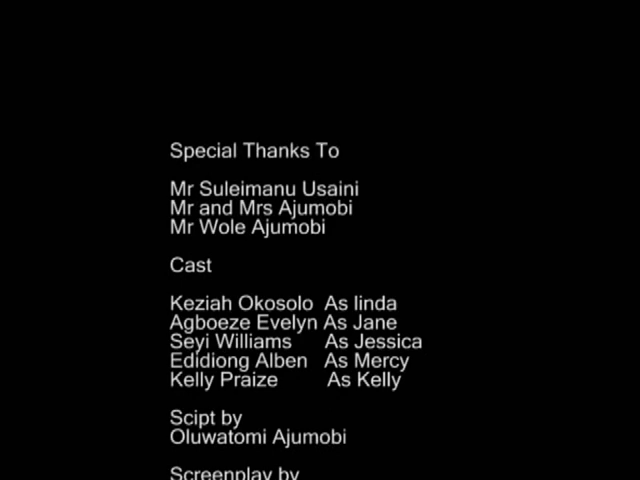 Special Thanks To
Mr Suleimanu Usaini
Mr and Mrs Ajumobi
Mr Wole Ajumobi
Cast
Keziah Okosolo As linda
Agboeze Evelyn As Jane
Seyi Williams As Jessica
Edidiong Alben As Mercy
Kelly Praize As Kelly
Scipt by
Oluwatomi Ajumobi
Screenplay by